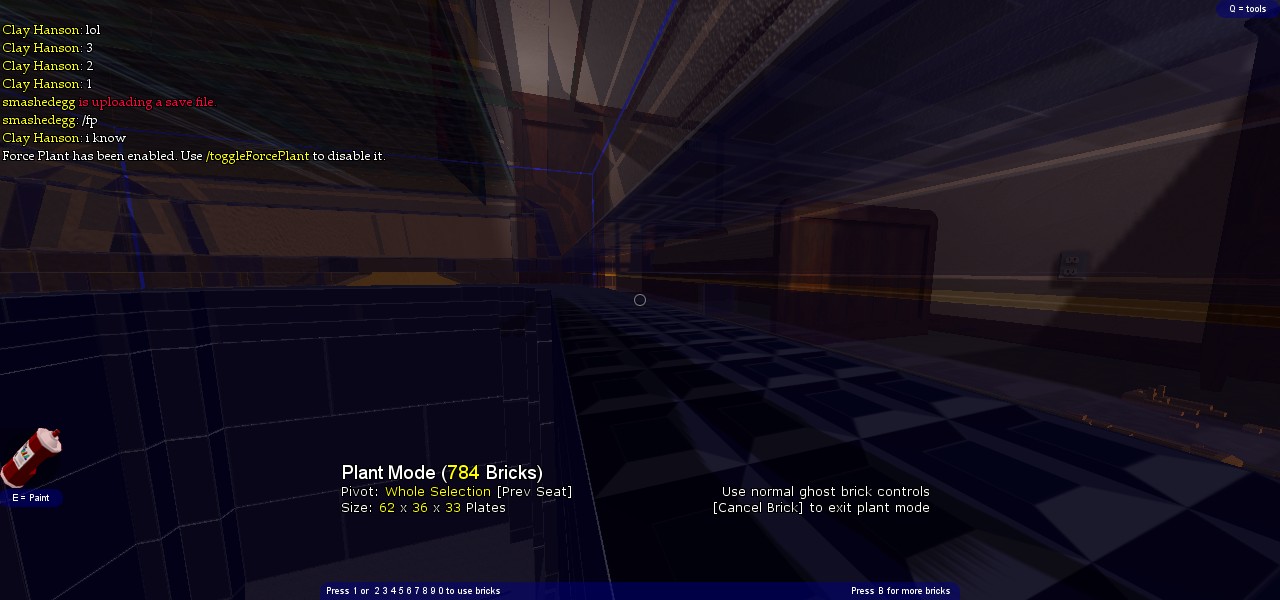 Q = tools
Clay Hanson: lol
Clay Hanson: 3
Clay Hanson: 2
Clay Hanson: 1
smashedegg is uploading a save file.
smashedegg: /fp
Clay Hanson: i know
Force Plant has been enabled. Use /toggleForcePlant to disable it.
E = Paint
Plant Mode (784 Bricks)
Pivot: Whole Selection [Prev Seat]
Size: 62 x 36 x 33 Plates
Use normal ghost brick controls
[Cancel Brick] to exit plant mode
Press 1 or 2 3 4 5 6 7 8 9 0 to use bricks
Press B for more bricks